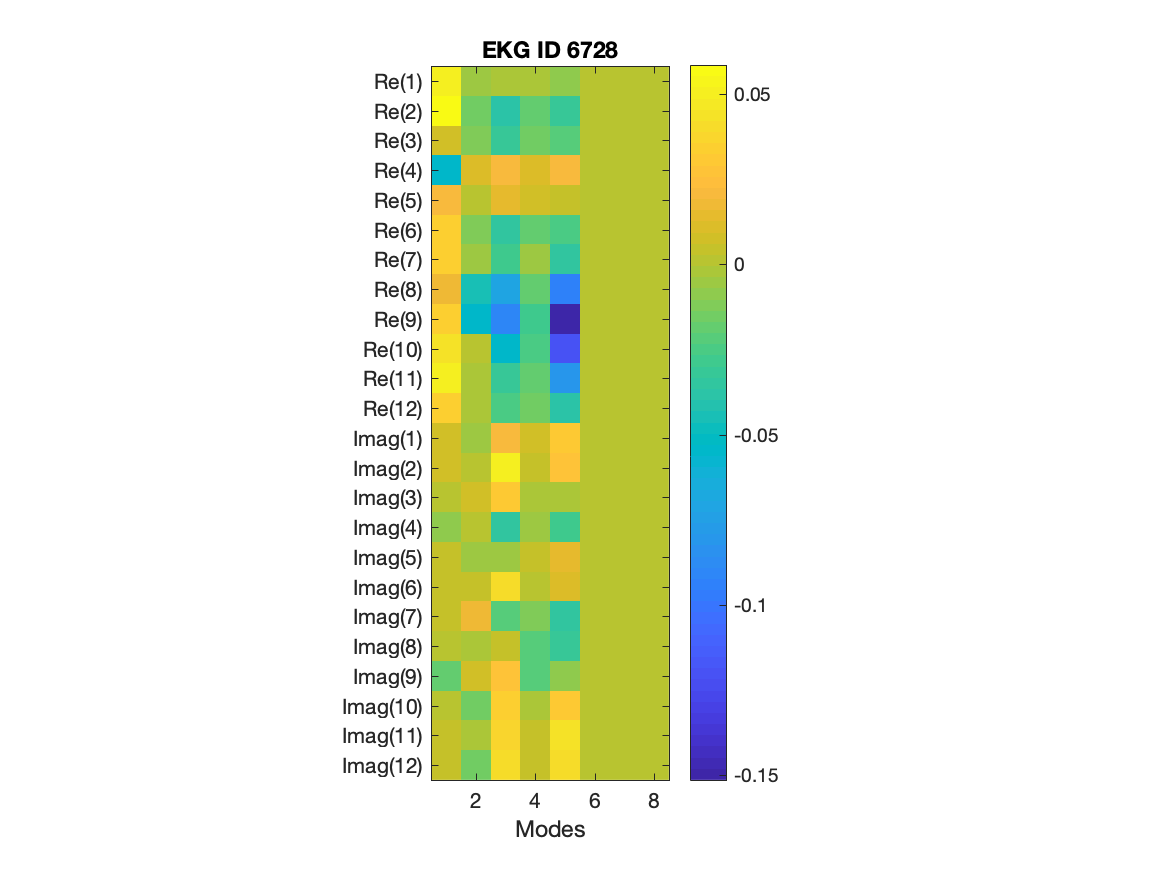 EKG ID 6728
Re(1)
Re(2)
Re(3)
Re(4)
Re(5)
Re(6)
Re(7)
Re(8)
Re(9)
Re(10)
Re(11)
Re(12)
Imag(1)
Imag(2)
Imag(3)
Imag(4)
Imag(5)
Imag(6)
Imag(7)
Imag(8)
Imag(9)
Imag(10)
Imag(11)
Imag(12)
2 4 6 8
Modes
0.05
0
-0.05
-0.1
-0.15